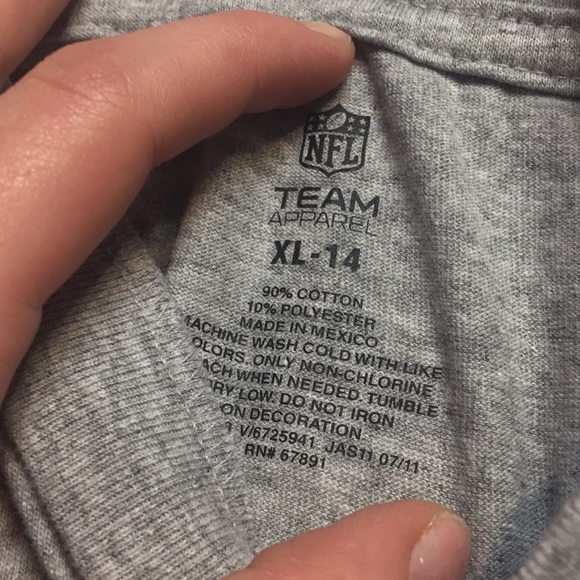 NFL
TEAM
APPAREL
XL-14
90% COTTON
10% POLYESTER
MADE IN MEXICO
MACHINE WASH COLD WITH LIKE
COLORS. ONLY NON-CHLORINE
WHEN NEEDED. TUMBLE
LOW. DO NOT IRON
DECORATION
V/6725941 JAS11 07/11
RN# 67891